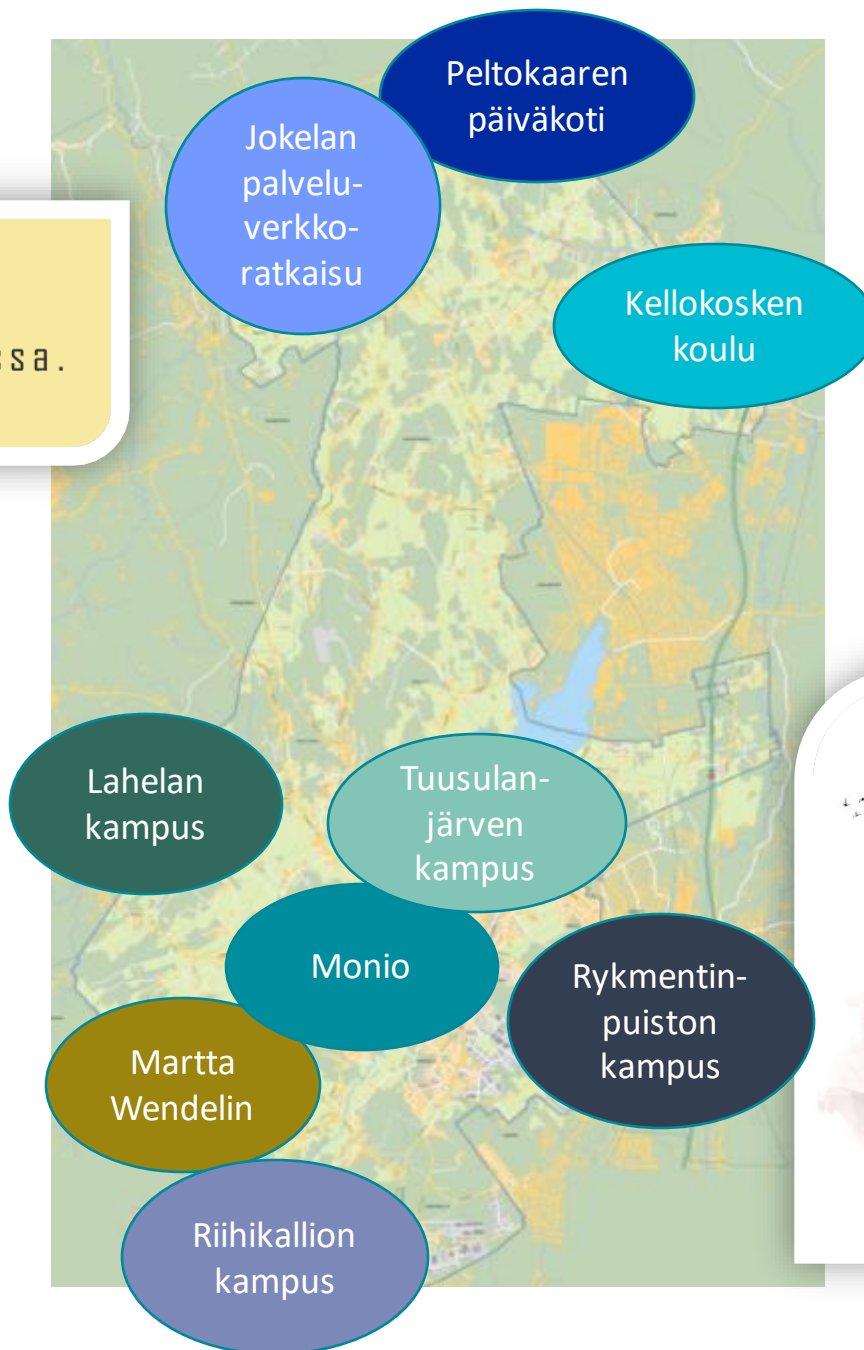 Peltokaaren
päiväkoti
Jokelan
palvelu-
verkko-
ratkaisu
Kellokosken
koulu
Lahelan
kampus
Tuusulan-
järven
kampus
Monio
Rykmentin-
puiston
kampus
Martta
Wendelin
Riihikallion
kampus